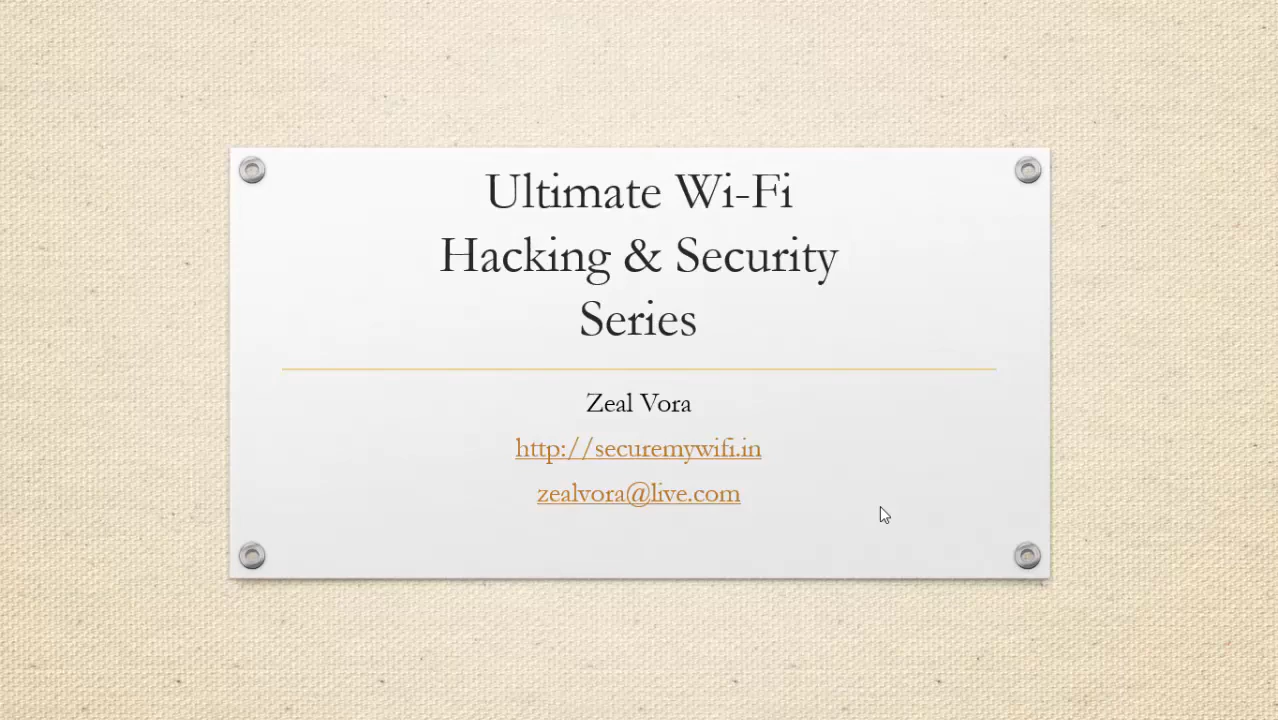 Ultimate Wi-Fi
Hacking & Security
Series
Zeal Vora
http://securemywifi.in
zealvora@live.com